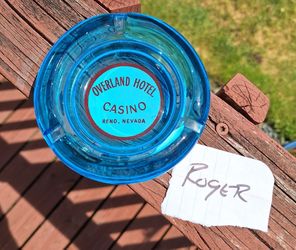 OVERLAND HOTEL
CASINO
RENO, NEVADA
ROGER